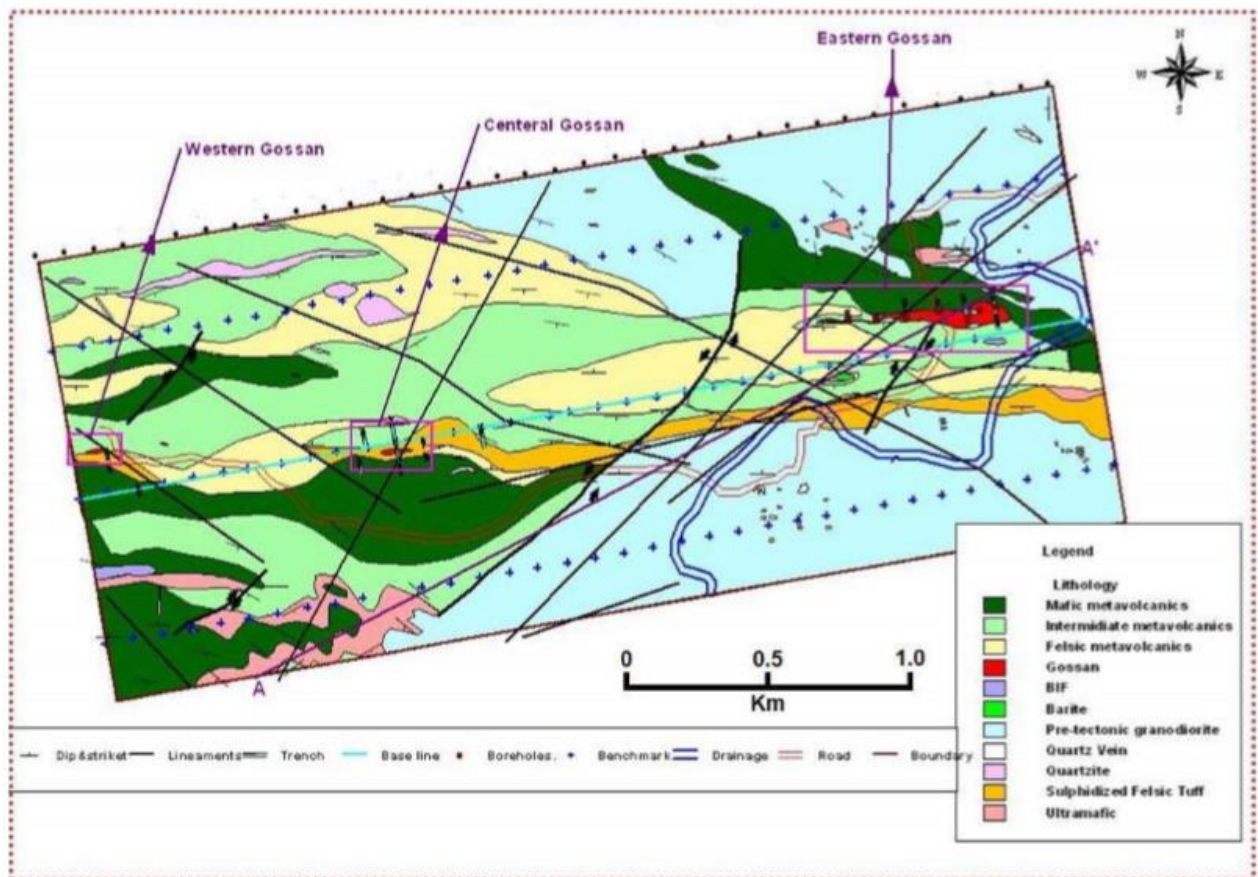 Eastern Gossan
N
W E
S
Centeral Gossan
Western Gossan
A'
A
0 0.5 1.0
Km
Legend
Lithology
Mafic metavolcanics
Intermidiate metavolcanics
Felsic metavolcanics
Gossan
BIF
Barite
Pre-tectonic granodiorite
Quartz Vein
Quartzite
Sulphidized Felsic Tuff
Ultramafic
Dip &striket Lineaments Trench Base line Boreholes. Benchmark Drainage Road Boundary